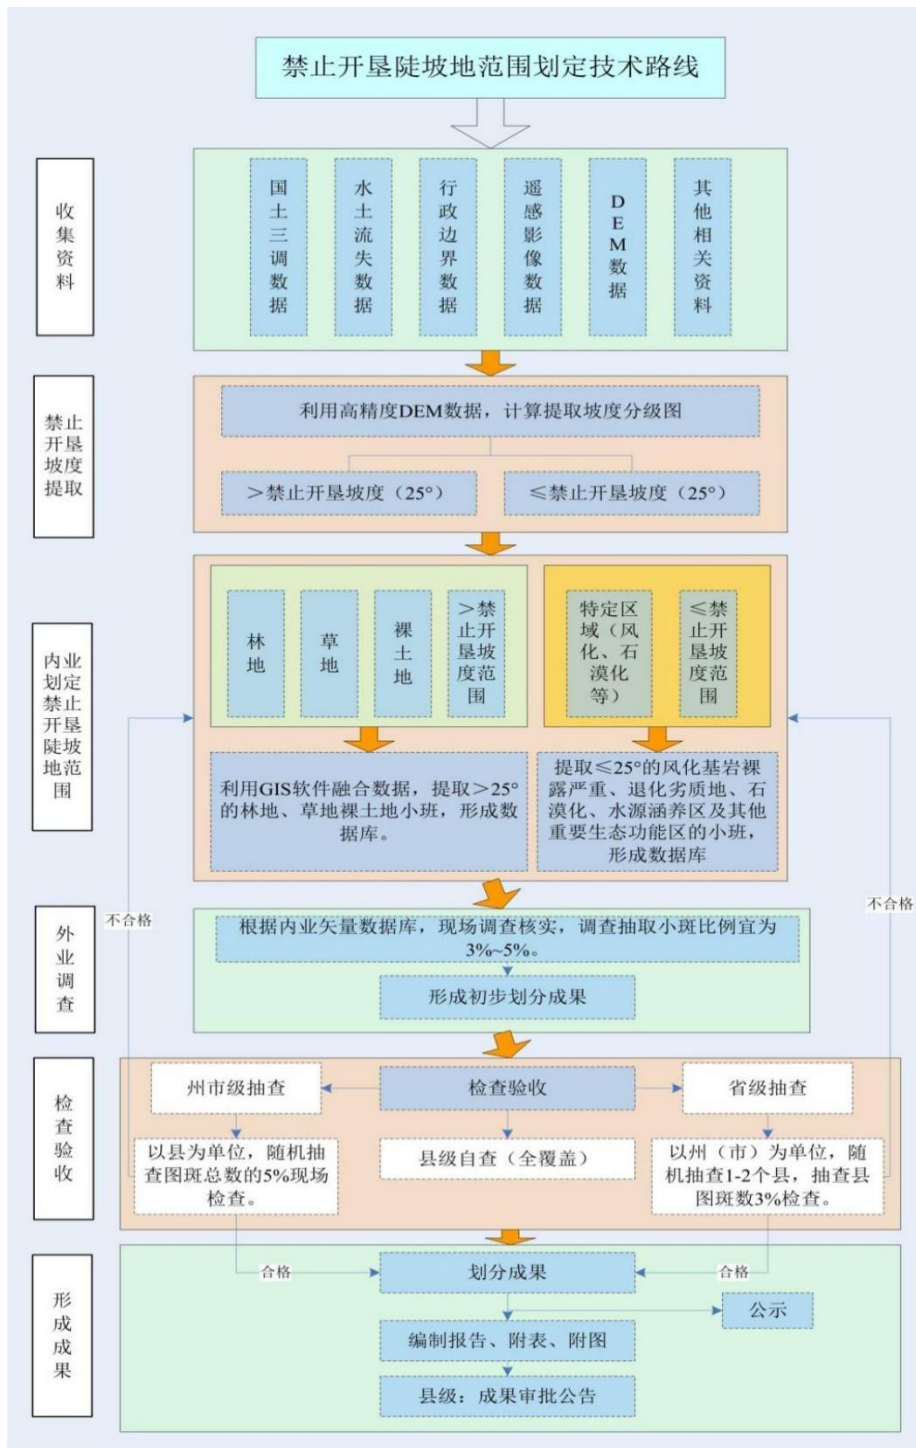 禁止开垦陡坡地范围划定技术路线
收集资料
国土三调数据
水土流失数据
行政边界数据
遥感影像数据
DEM数据
其他相关资料
禁止
开垦
坡度
提取
利用高精度DEM数据，计算提取坡度分级图
＞禁止开垦坡度（25°）
≤禁止开垦坡度（25°）
内业
划定
禁止
开垦
陡坡
地范
围
林地
草地
裸土地
＞禁
止开
垦坡
度范
围
特定区
域（风
化、石
漠化
等）
≤禁
止开
垦坡
度范
围
利用GIS软件融合数据，提取＞25°
的林地、草地裸土地小班，形成数
据库。
提取≤25°的风化基岩裸
露严重、退化劣质地、石
漠化、水源涵养区及其他
重要生态功能区的小班，
形成数据库
不合格
不合格
外业调查
根据内业矢量数据库，现场调查核实，调查抽取小班比例宜为
3%~5%。
形成初步划分成果
检查验收
州市级抽查
检查验收
省级抽查
以县为单位，随机抽
查图斑总数的5%现场
检查。
县级自查（全覆盖）
以州（市）为单位，随
机抽查1-2个县，抽查县
图斑数3%检查。
形成成果
合格
划分成果
合格
公示
编制报告、附表、附图
县级：成果审批公告